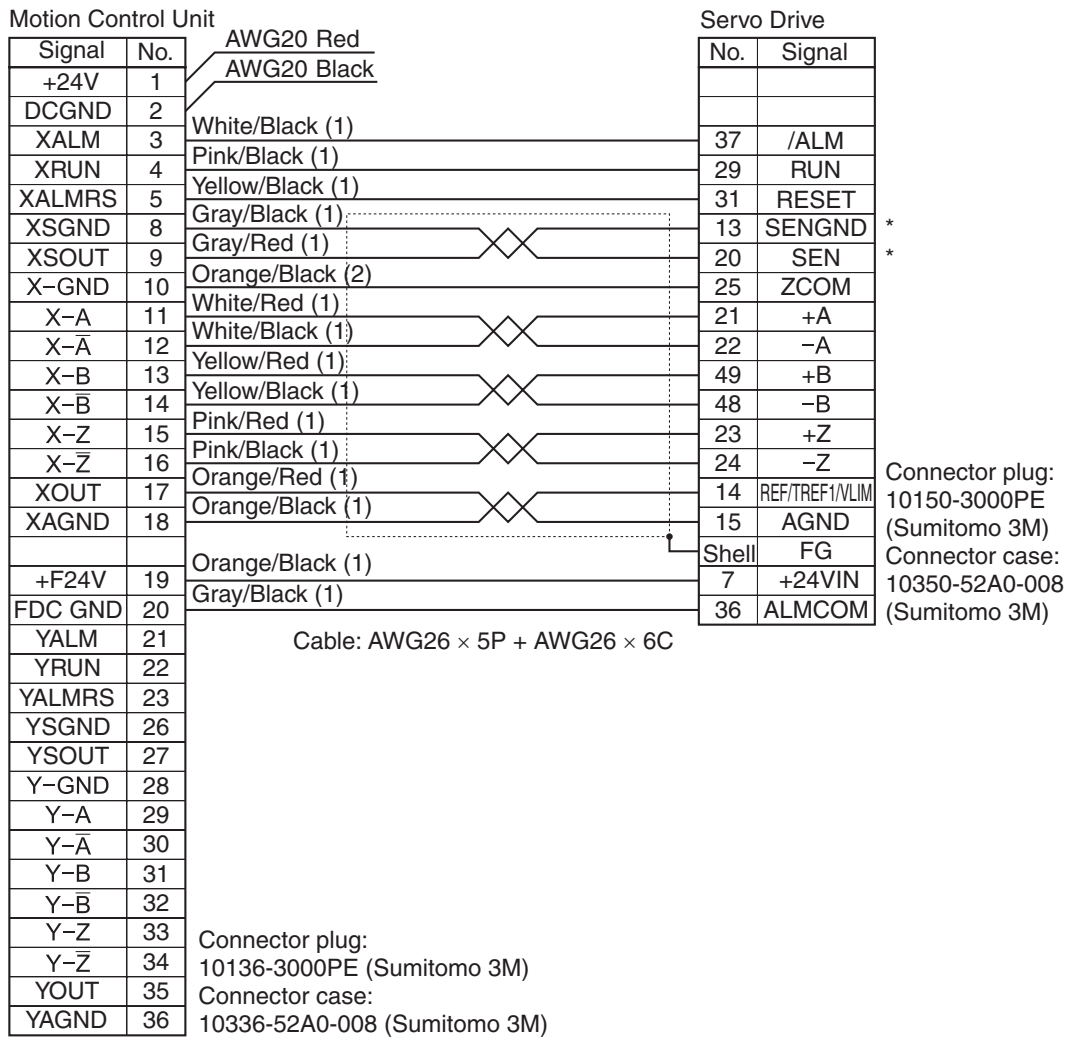 Motion Control Unit
Servo Drive
Signal No. AWG20 Red No. Signal
+24V 1 AWG20 Black
DCGND 2
XALM 3 White/Black (1) 37 /ALM
XRUN 4 Pink/Black (1) 29 RUN
XALMRS 5 Yellow/Black (1) 31 RESET
XSGND 8 Gray/Black (1) 13 SENGND *
XSOUT 9 Gray/Red (1) 20 SEN *
X−GND 10 Orange/Black (2) 25 ZCOM
X−A 11 White/Red (1) 21 +A
X−A̅ 12 White/Black (1) 22 −A
X−B 13 Yellow/Red (1) 49 +B
X−B̅ 14 Yellow/Black (1) 48 −B
X−Z 15 Pink/Red (1) 23 +Z
X−Z̅ 16 Pink/Black (1) 24 −Z
XOUT 17 Orange/Red (1) 14 REF/TREF1/VLIM
XAGND 18 Orange/Black (1) 15 AGND
Shell FG
+F24V 19 Orange/Black (1) 7 +24VIN
FDC GND 20 Gray/Black (1) 36 ALMCOM
Connector plug:
10150-3000PE
(Sumitomo 3M)
Connector case:
10350-52A0-008
(Sumitomo 3M)
YALM 21
Cable: AWG26 × 5P + AWG26 × 6C
YRUN 22
YALMRS 23
YSGND 26
YSOUT 27
Y−GND 28
Y−A 29
Y−A̅ 30
Y−B 31
Y−B̅ 32
Y−Z 33
Y−Z̅ 34
YOUT 35
YAGND 36
Connector plug:
10136-3000PE (Sumitomo 3M)
Connector case:
10336-52A0-008 (Sumitomo 3M)